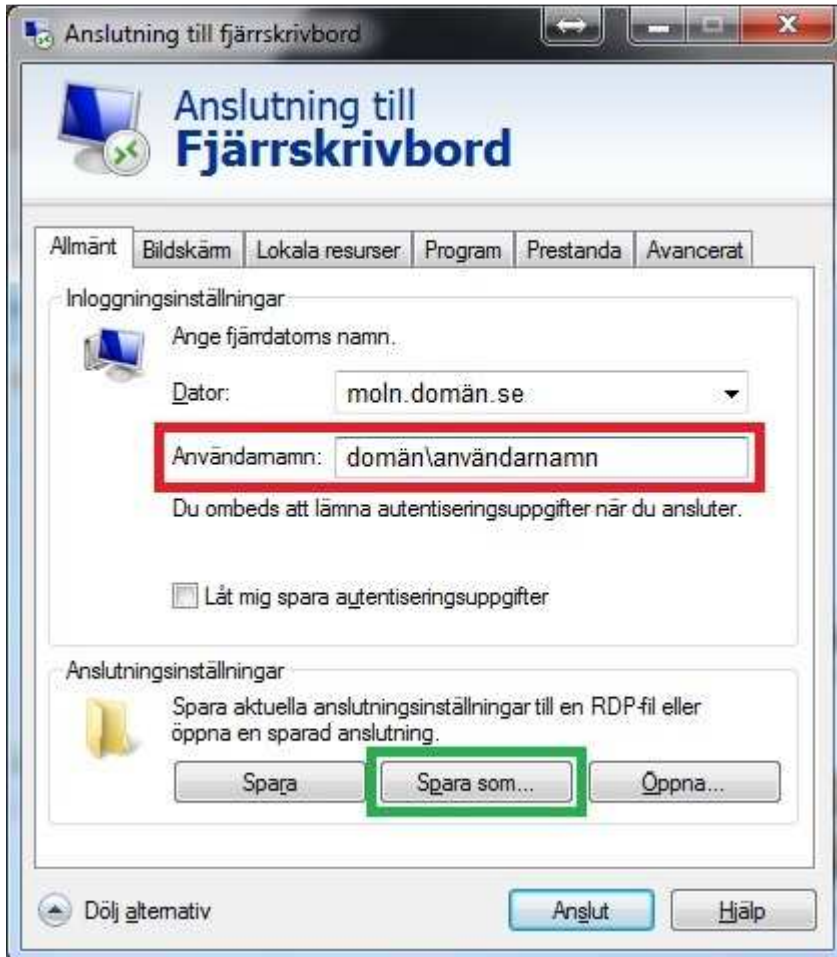 Anslutning till fjärrskrivbord
Anslutning till
Fjärrskrivbord
Allmänt Bildskärm Lokala resurser Program Prestanda Avancerat
Inloggningsinställningar
Ange fjärrdatorns namn.
Dator: moln.domän.se
Användarnamn: domän\användarnamn
Du ombeds att lämna autentiseringsuppgifter när du ansluter.
Låt mig spara autentiseringsuppgifter
Anslutningsinställningar
Spara aktuella anslutningsinställningar till en RDP-fil eller
öppna en sparad anslutning.
Spara Spara som... Öppna...
Dölj alternativ Anslut Hjälp